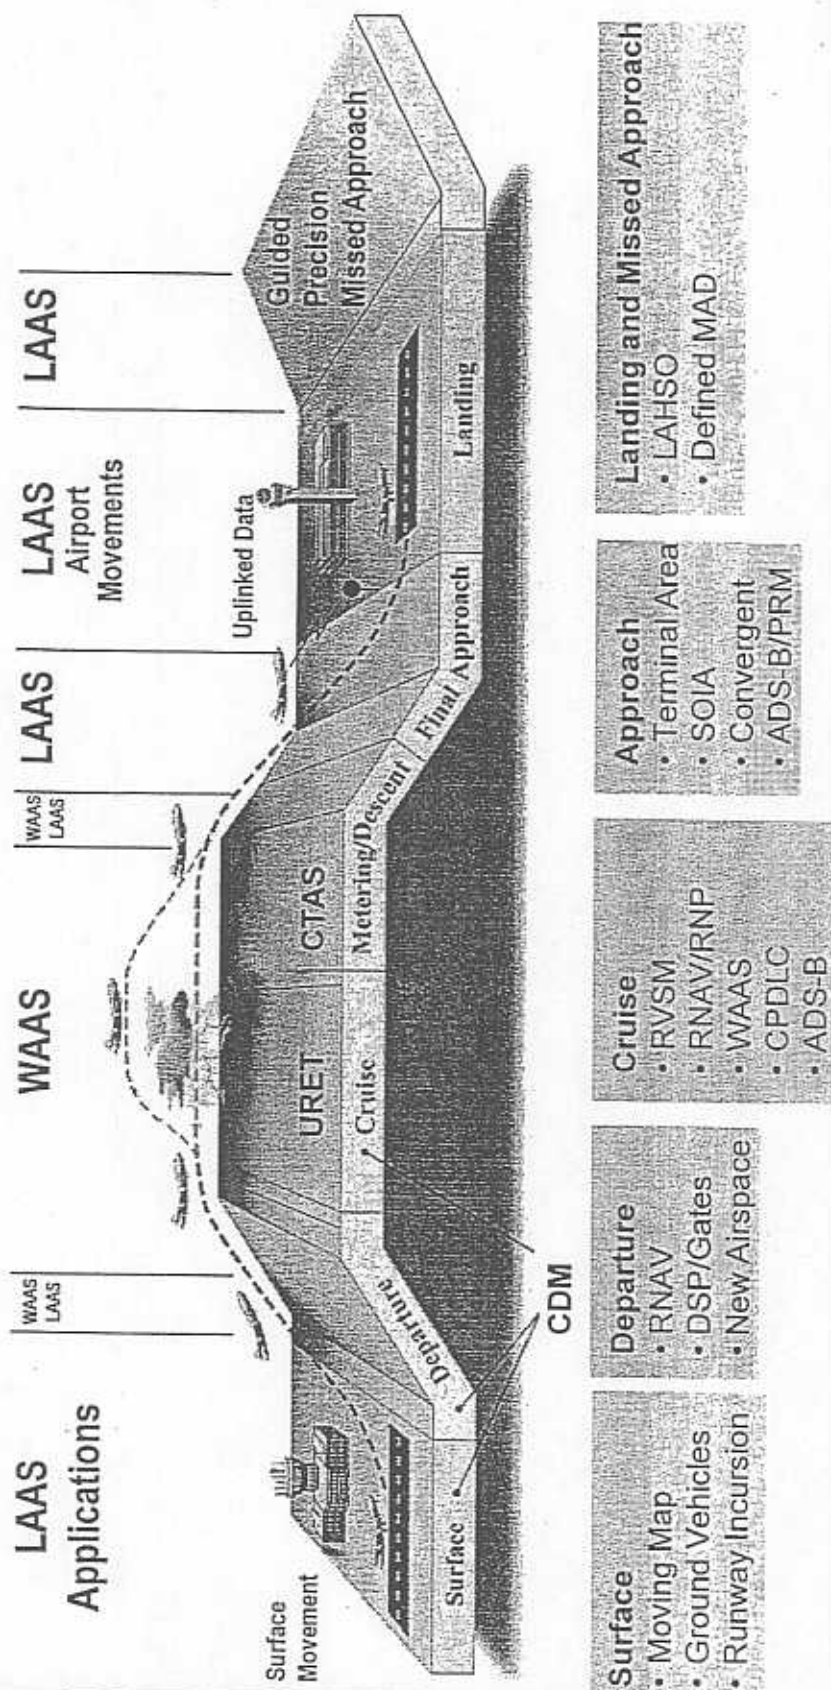 LAAS
Applications
WAAS
LAAS
WAAS
WAAS
LAAS
LAAS
LAAS
Airport
Movements
LAAS
Surface
Movement
Uplinked Data
Guided
Precision
Missed Approach
URET
CTAS
Surface
Departure
Cruise
Metering/Descent
Final Approach
Landing
CDM
Surface
• Moving Map
• Ground Vehicles
• Runway Incursion
Departure
• RNAV
• DSP/Gates
• New Airspace
Cruise
• RVSM
• RNAV/RNP
• WAAS
• CPDLC
• ADS-B
Approach
• Terminal Area
• SOIA
• Convergent
• ADS-B/PRM
Landing and Missed Approach
• LAHSO
• Defined MAD